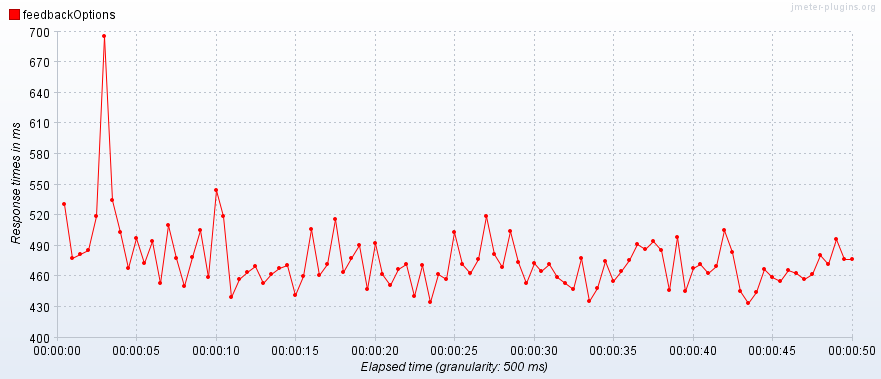 jmeter-plugins.org
feedbackOptions
700
670
640
610
580
550
520
490
460
430
400
Response times in ms
00:00:00 00:00:05 00:00:10 00:00:15 00:00:20 00:00:25 00:00:30 00:00:35 00:00:40 00:00:45 00:00:50
Elapsed time (granularity: 500 ms)